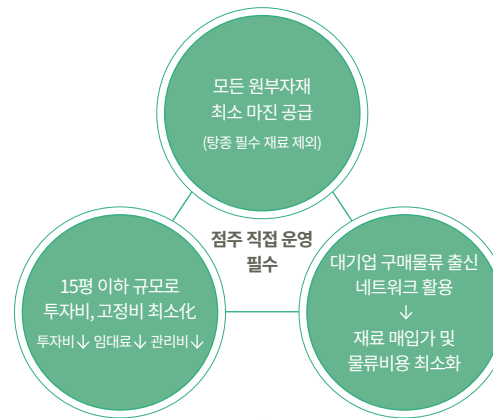 모든 원부자재
최소 마진 공급
(탕종 필수 재료 제외)
점주 직접 운영
필수
15평 이하 규모로
투자비, 고정비 최소化
투자비↓ 임대료↓ 관리비↓
대기업 구매물류 출신
네트워크 활용
↓
재료 매입가 및
물류비용 최소화